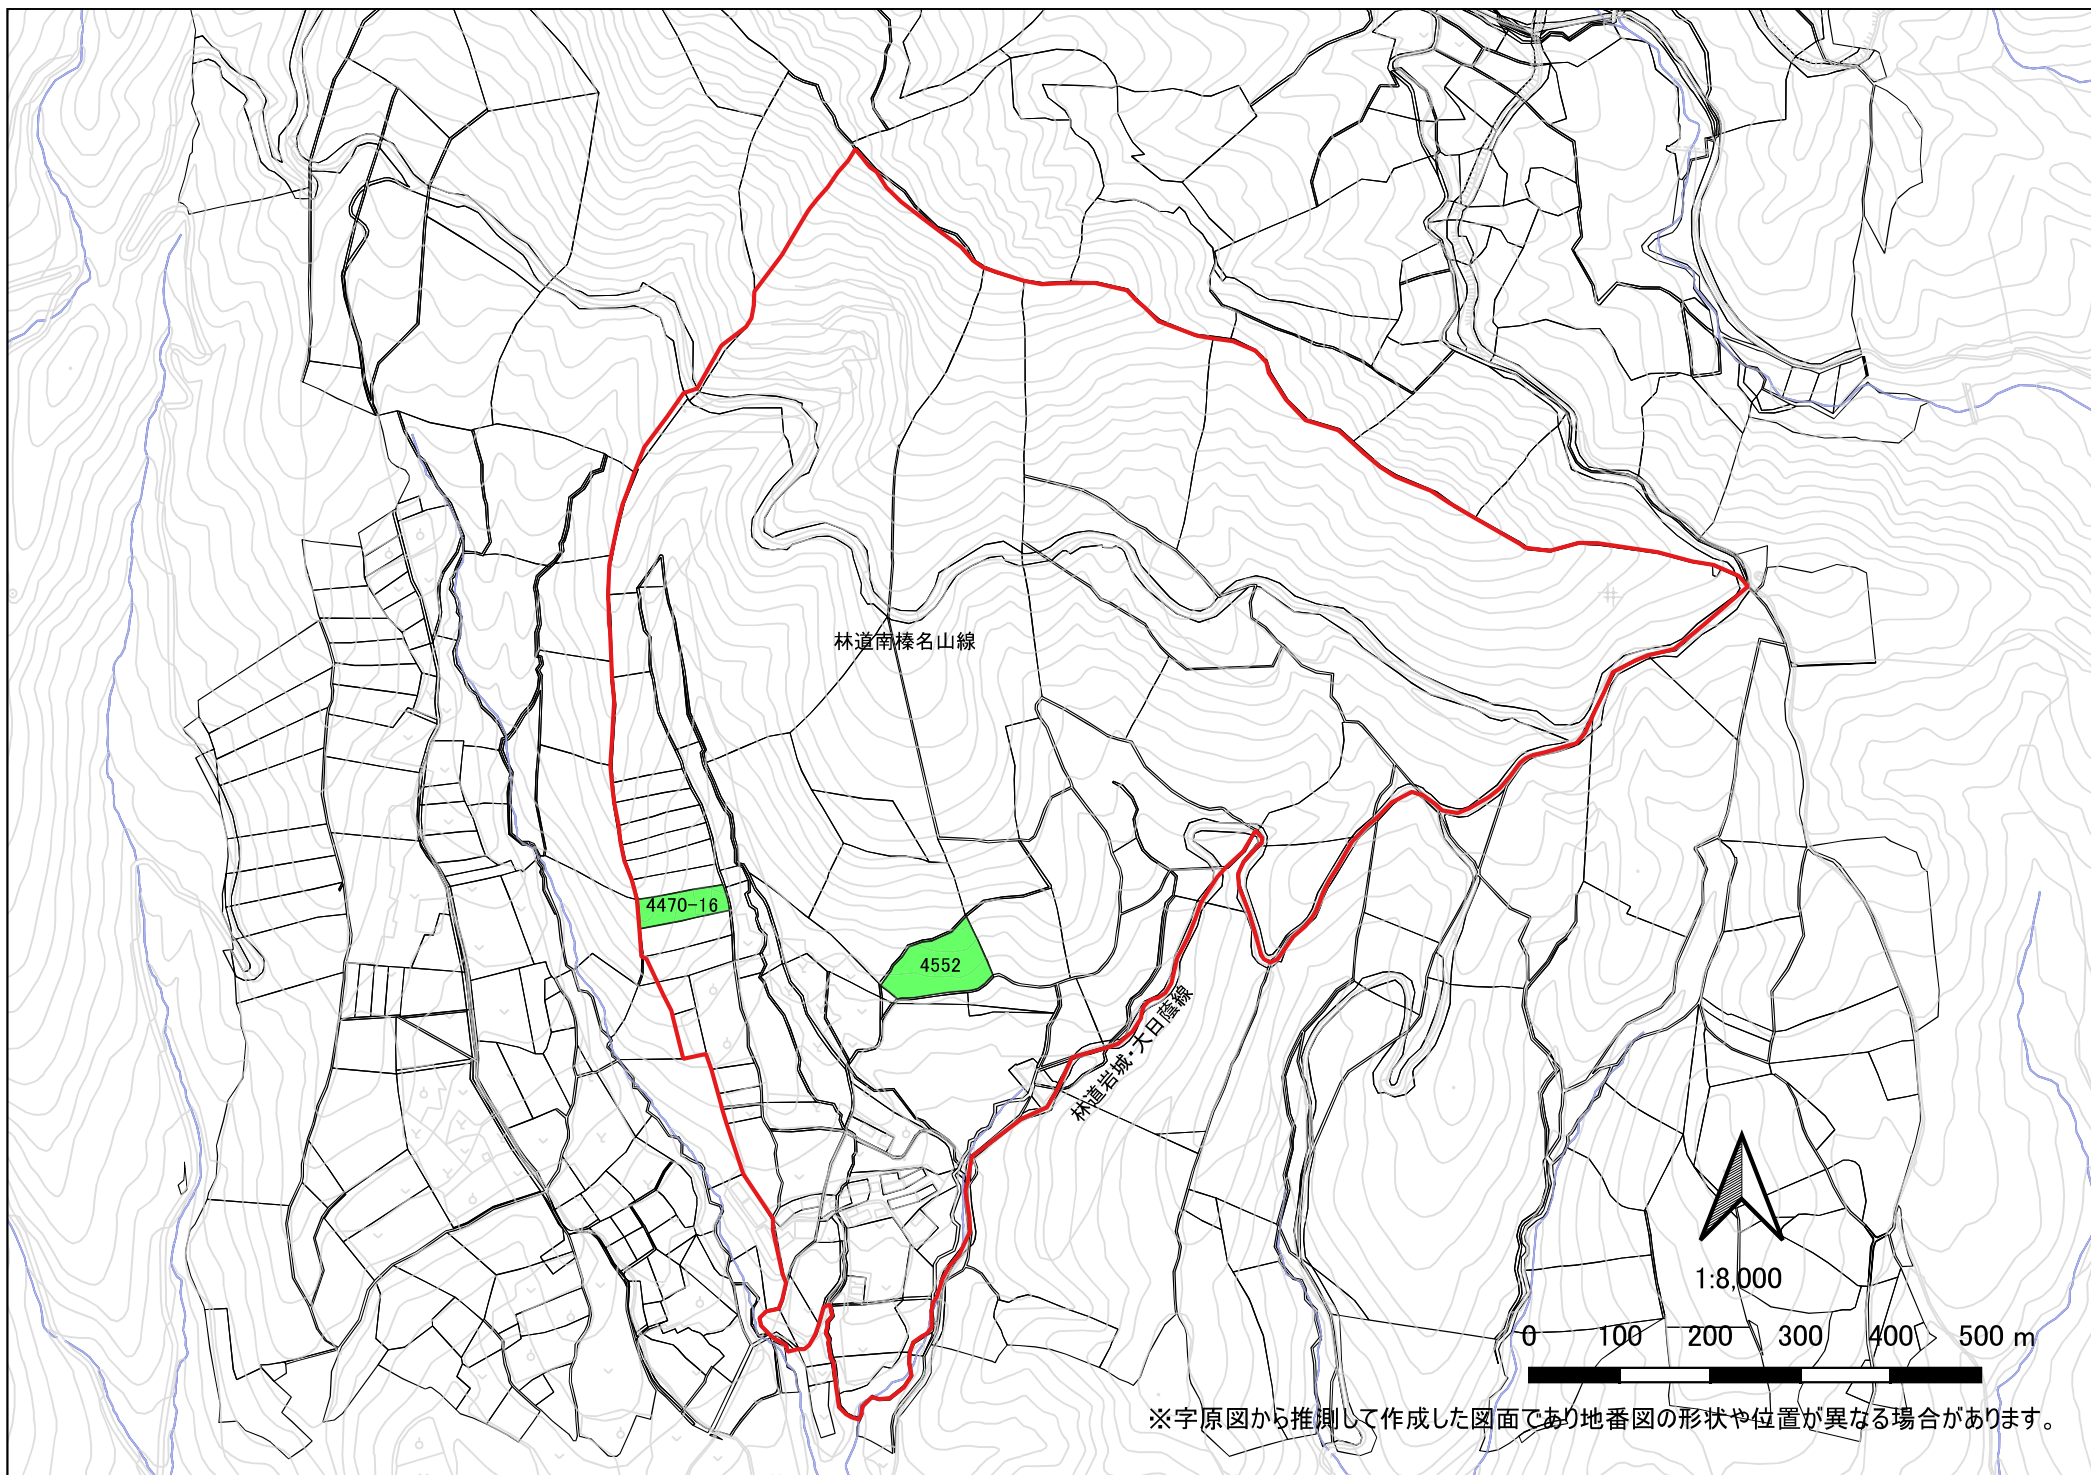 林道南榛名山線
4470-16
4552
林道岩城・大日蔭線
1:8,000
0 100 200 300 400 500 m
※字原図から推測して作成した図面であり地番図の形状や位置が異なる場合があります。